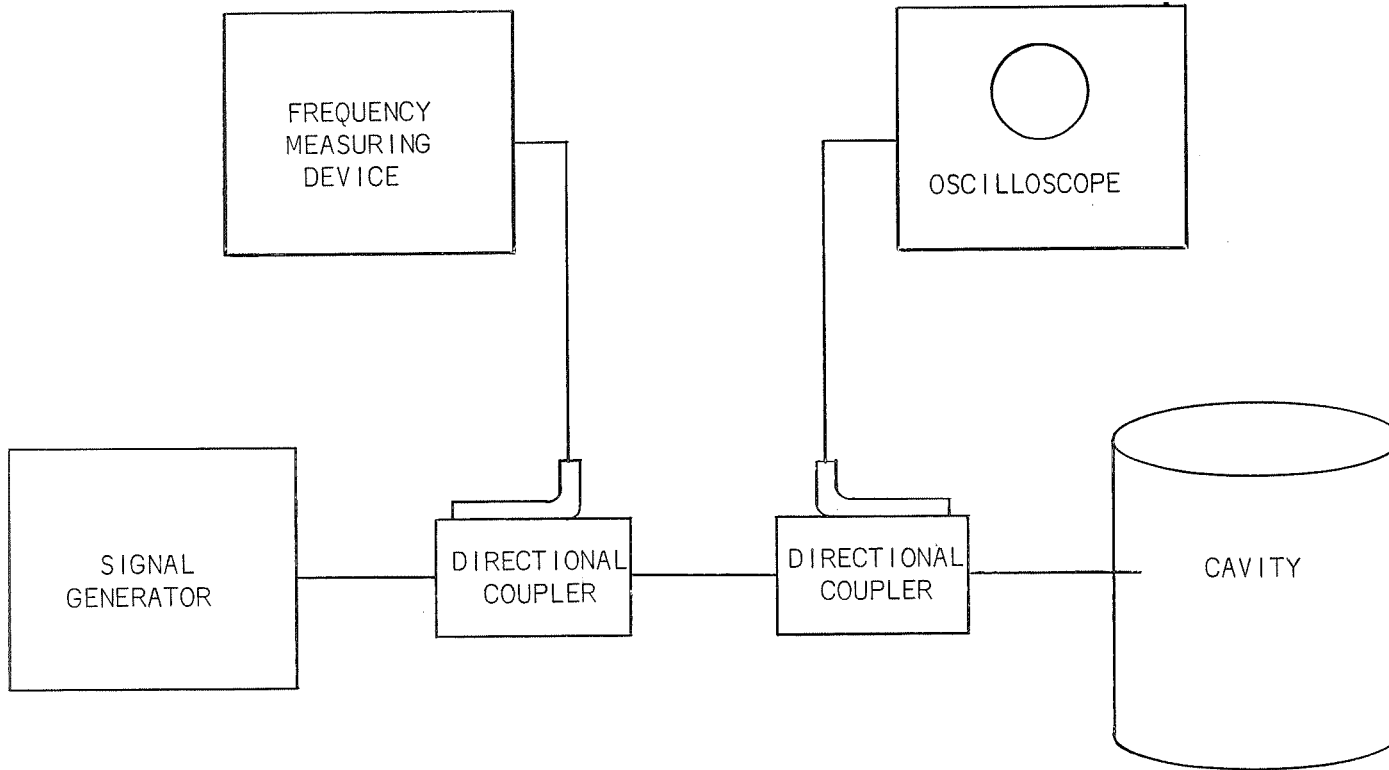 FREQUENCY
MEASURING
DEVICE
OSCILLOSCOPE
SIGNAL
GENERATOR
DIRECTIONAL
COUPLER
DIRECTIONAL
COUPLER
CAVITY